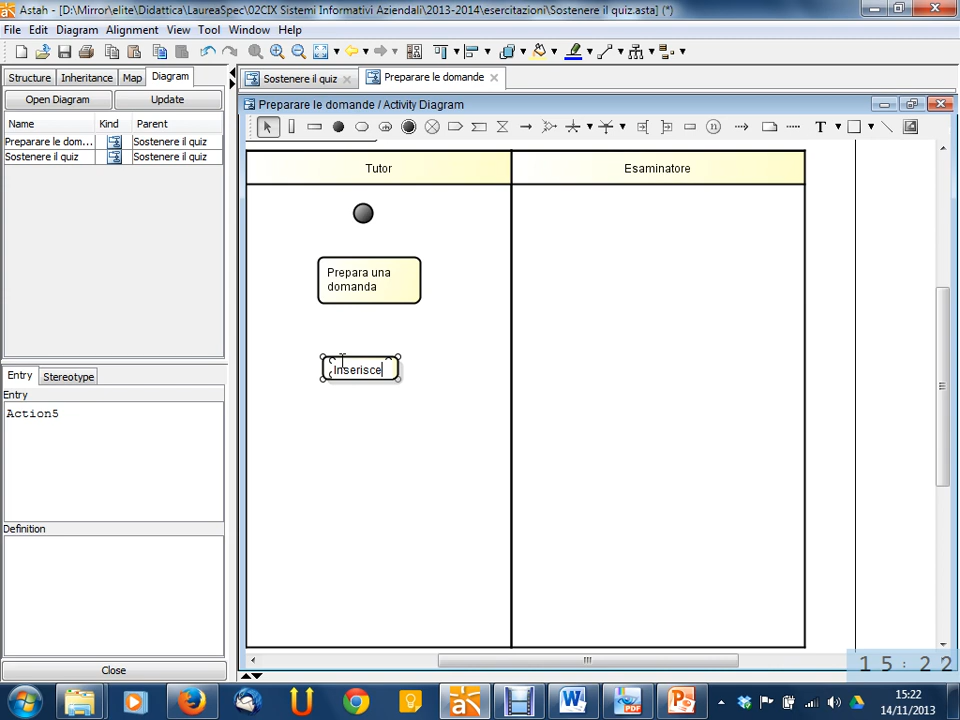 Astah - [D:\Mirror\elite\Didattica\LaureaSpec\02CIX Sistemi Informativi Aziendali\2013-2014\esercitazioni\Sostenere il quiz.asta] (*)
File Edit Diagram Alignment View Tool Window Help
Structure Inheritance Map Diagram
Sostenere il quiz Preparare le domande
Open Diagram Update
Preparare le domande / Activity Diagram
Name Kind Parent
Preparare le dom... Sostenere il quiz
Sostenere il quiz Sostenere il quiz
Tutor Esaminatore
Prepara una
domanda
Inserisce
Entry Stereotype
Entry
Action5
Definition
Close
15:22
15:22
14/11/2013